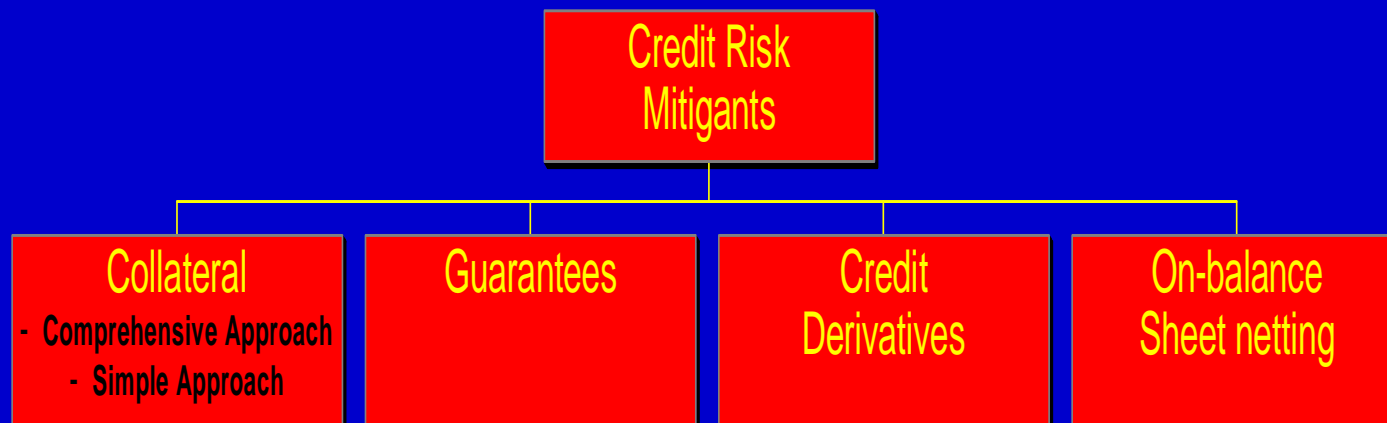 Credit Risk
Mitigants
Collateral
- Comprehensive Approach
- Simple Approach
Guarantees
Credit
Derivatives
On-balance
Sheet netting